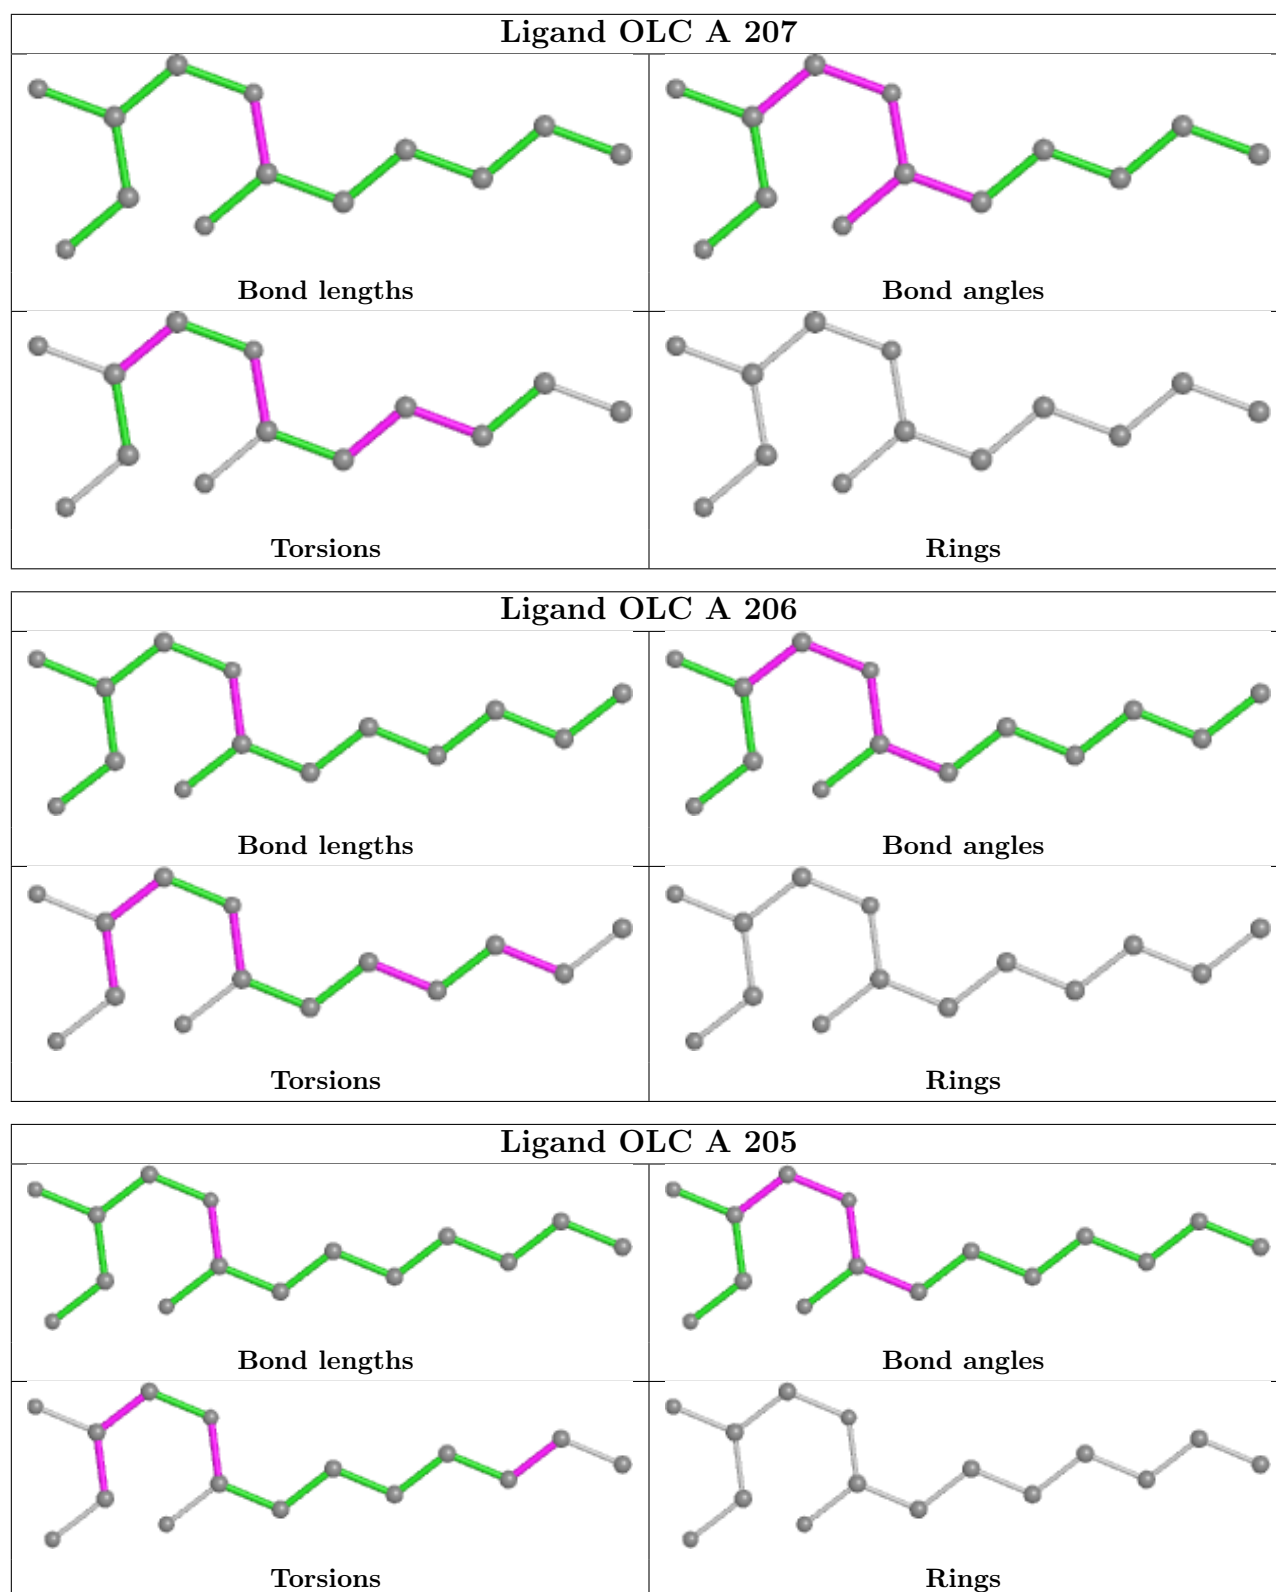 Ligand OLC A 207
Bond lengths
Bond angles
Torsions
Rings
Ligand OLC A 206
Bond lengths
Bond angles
Torsions
Rings
Ligand OLC A 205
Bond lengths
Bond angles
Torsions
Rings